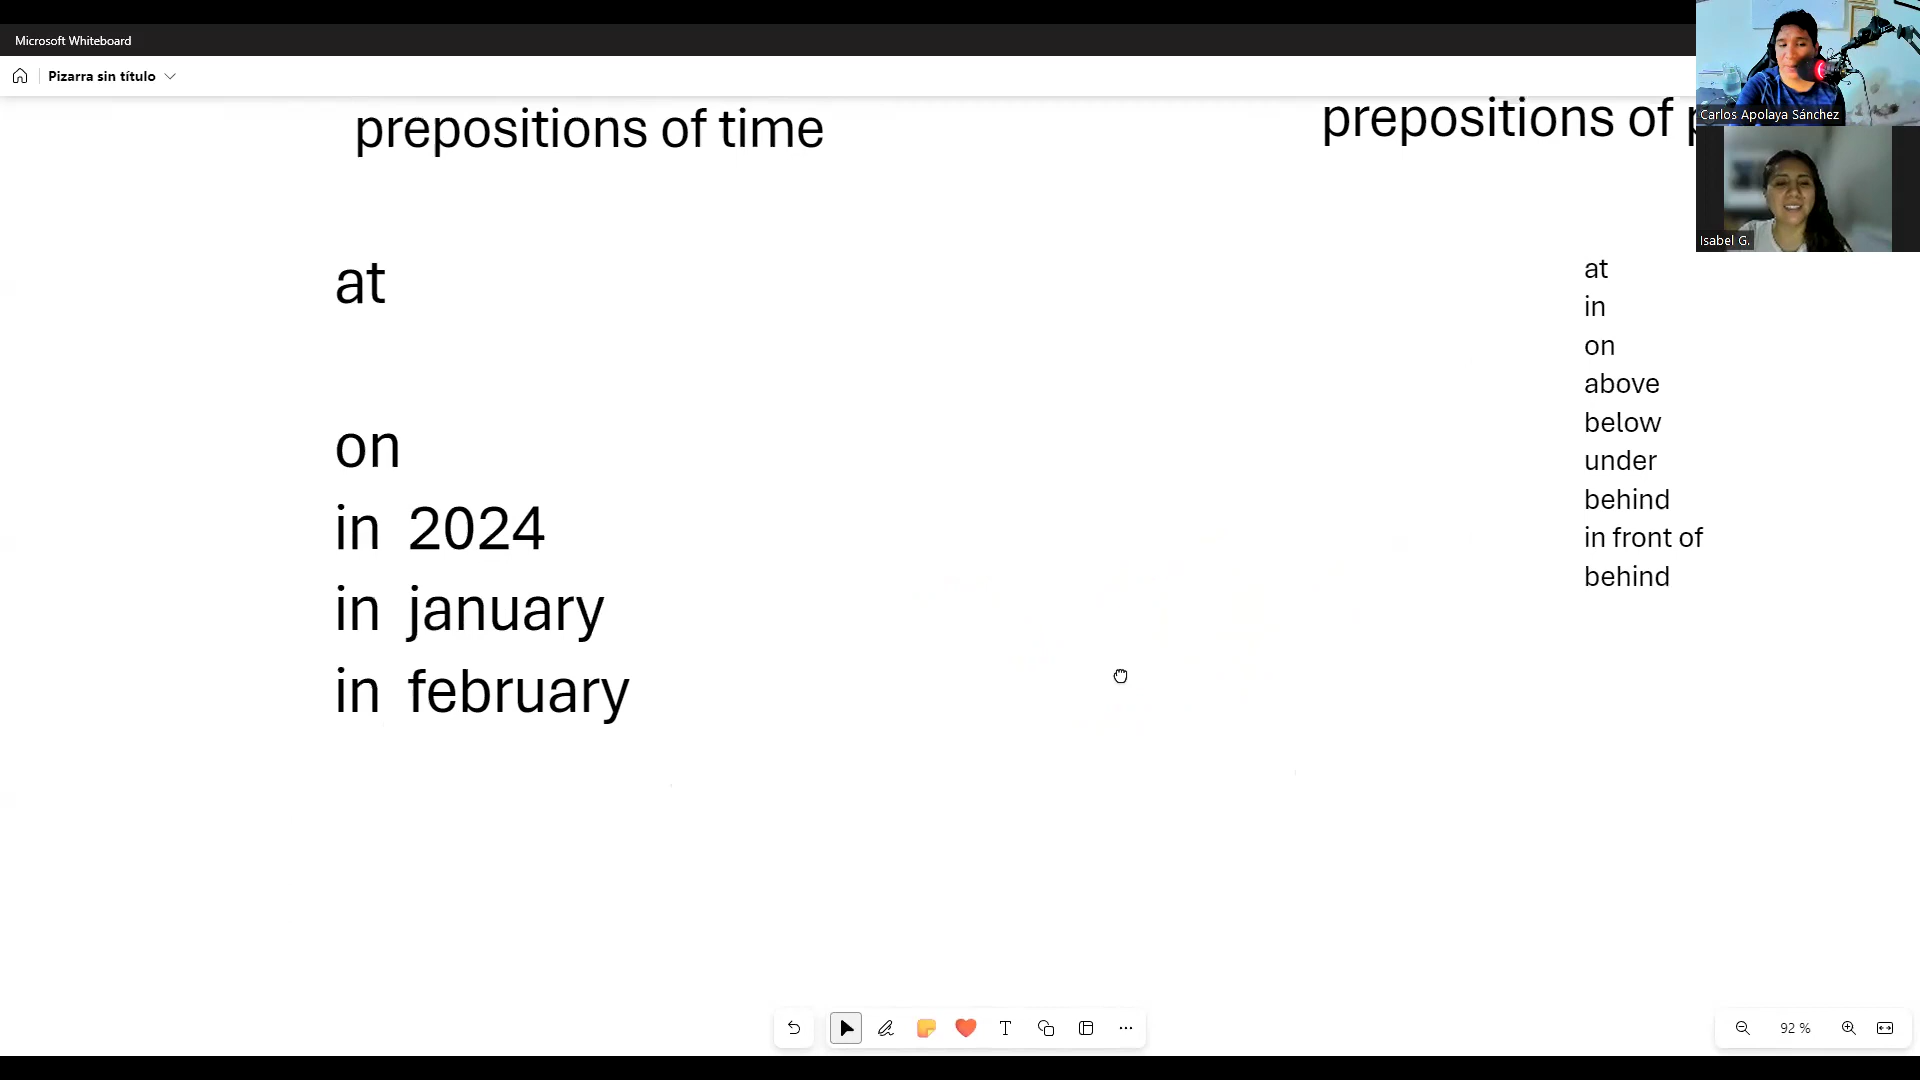 Microsoft Whiteboard
Pizarra sin título
Carlos Apolaya Sánchez
Isabel G.
prepositions of time
at
on
in 2024
in january
in february
prepositions of
at
in
on
above
below
under
behind
in front of
behind
92 %